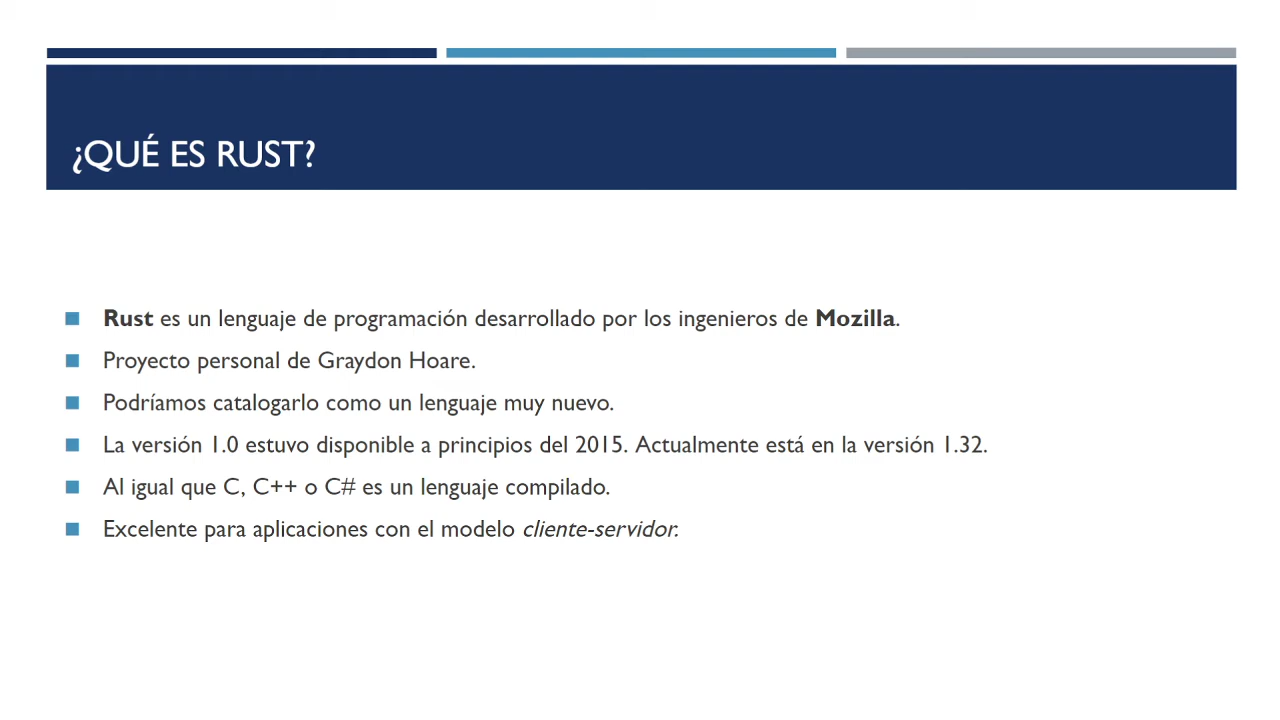 ¿QUÉ ES RUST?
Rust es un lenguaje de programación desarrollado por los ingenieros de Mozilla.
Proyecto personal de Graydon Hoare.
Podríamos catalogarlo como un lenguaje muy nuevo.
La versión 1.0 estuvo disponible a principios del 2015. Actualmente está en la versión 1.32.
Al igual que C, C++ o C# es un lenguaje compilado.
Excelente para aplicaciones con el modelo cliente-servidor.